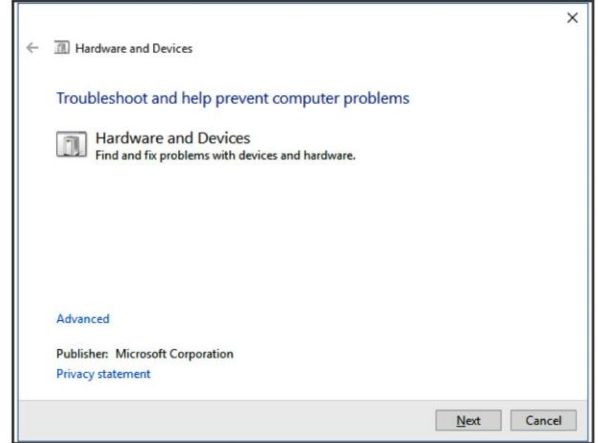 Hardware and Devices
Troubleshoot and help prevent computer problems
Hardware and Devices
Find and fix problems with devices and hardware.
Advanced
Publisher: Microsoft Corporation
Privacy statement
Next Cancel